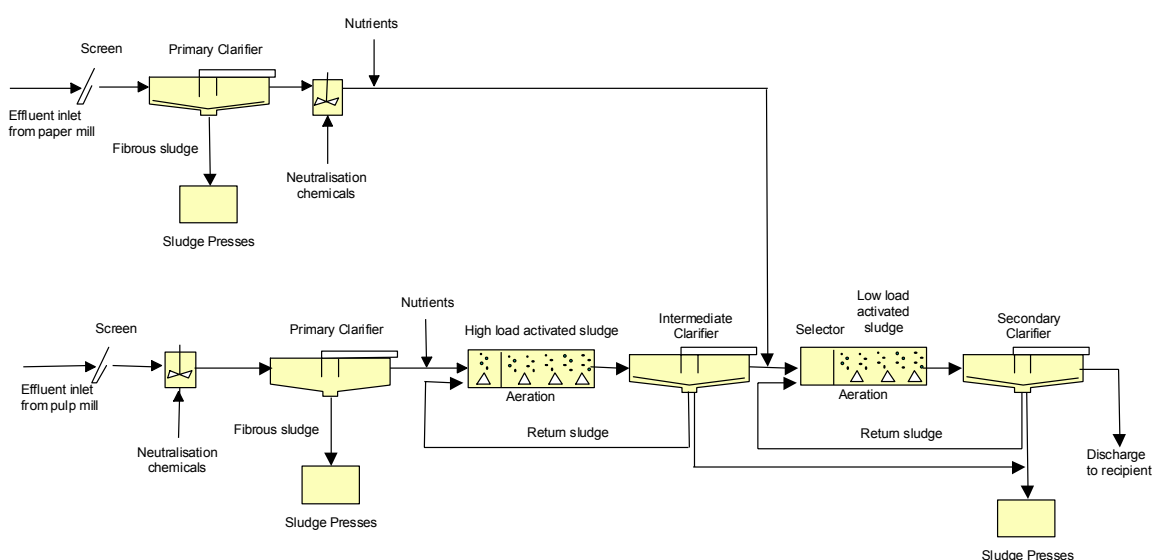 Nutrients
Screen
Primary Clarifier
Effluent inlet
from paper mill
Fibrous sludge
Neutralisation
chemicals
Sludge Presses
Nutrients
Screen
Primary Clarifier
High load activated sludge
Intermediate
Clarifier
Selector
Low load
activated
sludge
Secondary
Clarifier
Effluent inlet
from pulp mill
Aeration
Aeration
Neutralisation
chemicals
Fibrous sludge
Return sludge
Return sludge
Discharge
to recipient
Sludge Presses
Sludge Presses